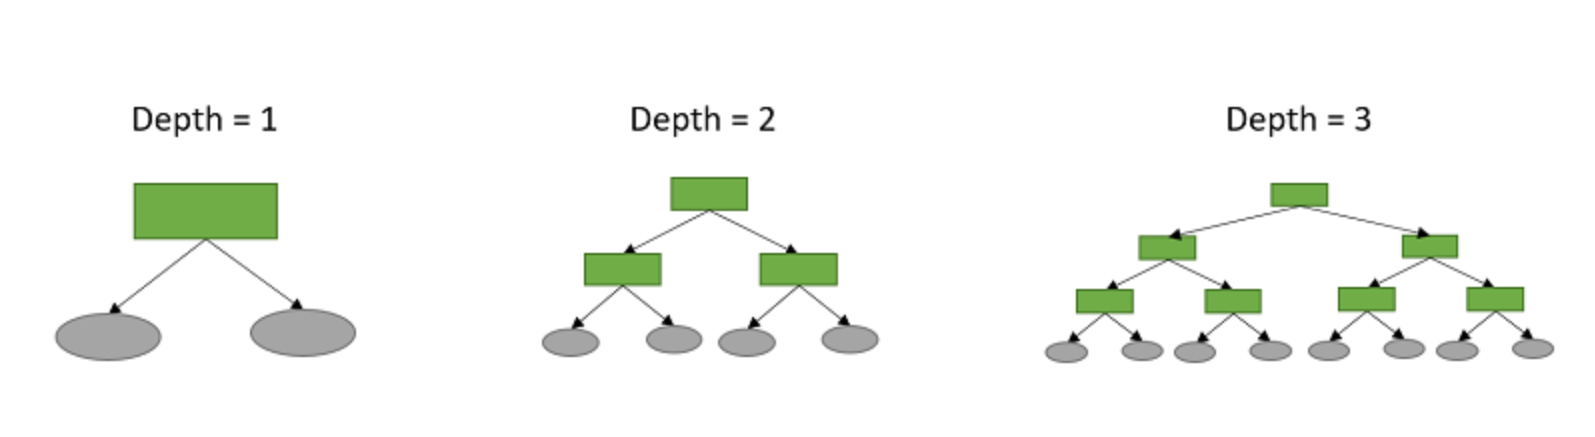 Depth = 1
Depth = 2
Depth = 3